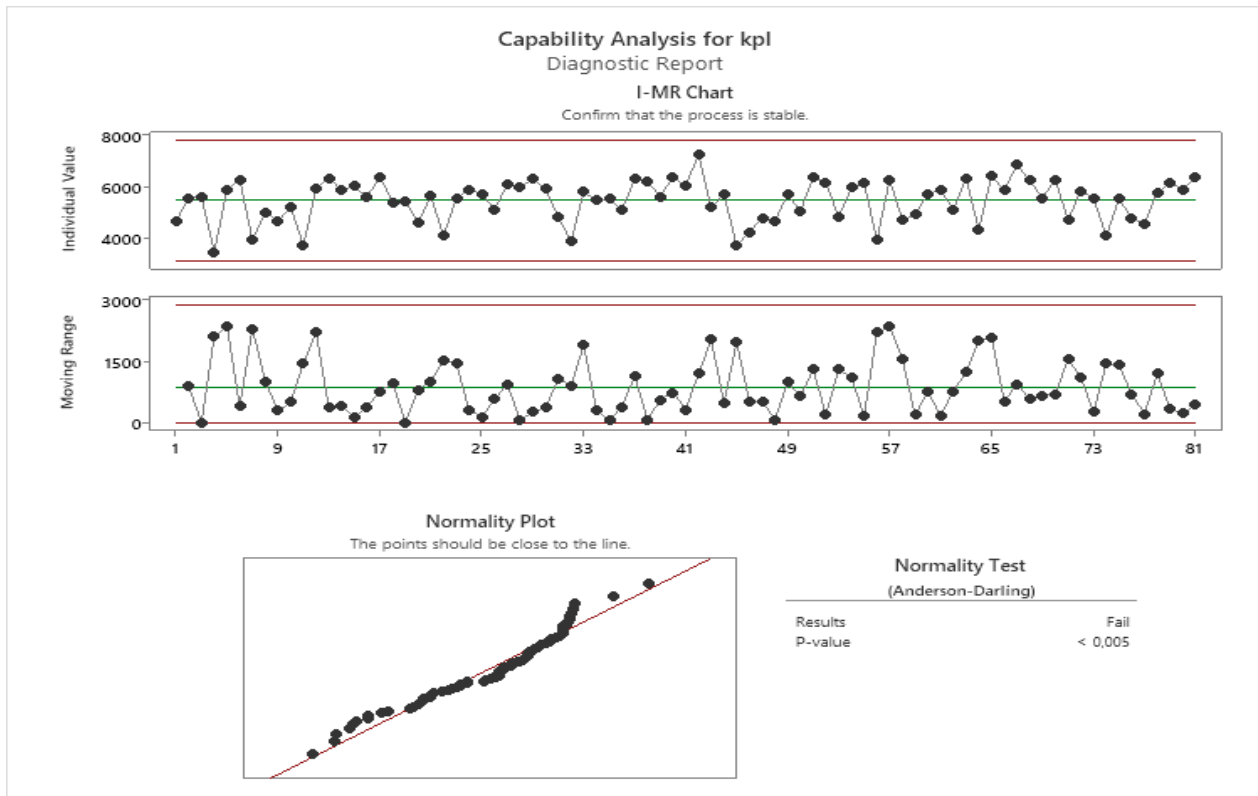 Capability Analysis for kpl
Diagnostic Report
I-MR Chart
Confirm that the process is stable.
Individual Value
8000
6000
4000
Moving Range
3000
1500
0
1 9 17 25 33 41 49 57 65 73 81
Normality Plot
The points should be close to the line.
Normality Test
(Anderson-Darling)
Results Fail
P-value < 0,005